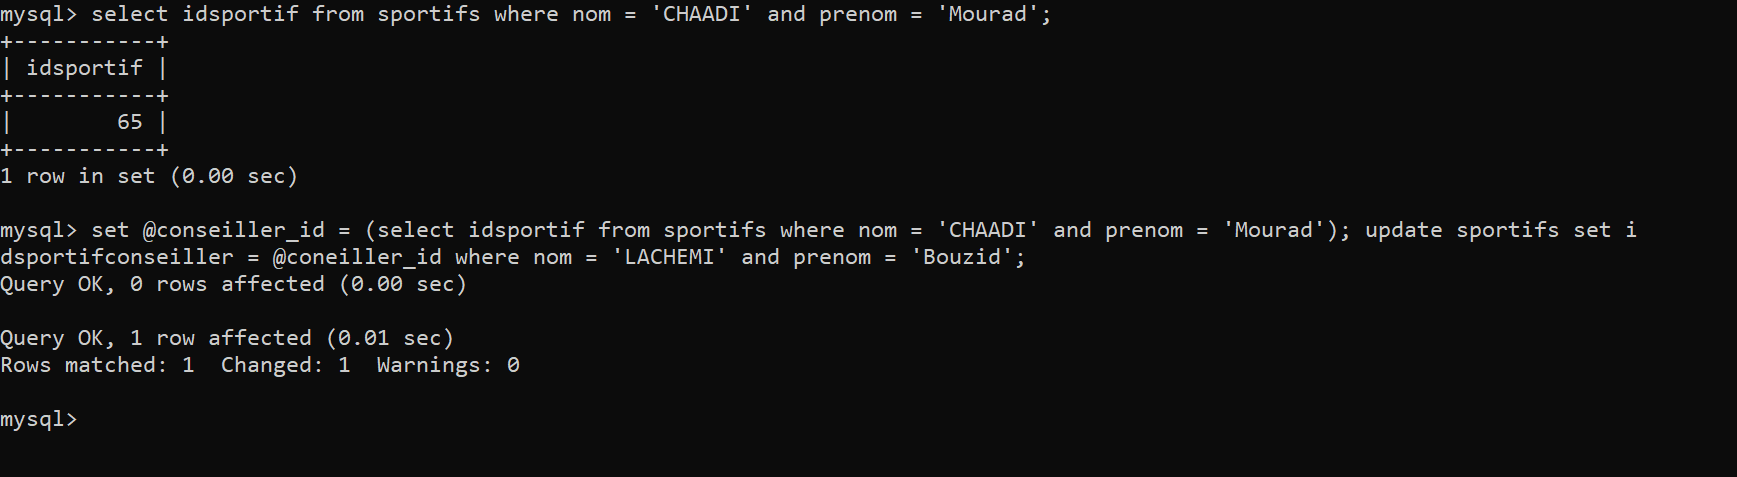 mysql> select idsportif from sportifs where nom = 'CHAADI' and prenom = 'Mourad';
+-----------+
| idsportif |
+-----------+
|        65 |
+-----------+
1 row in set (0.00 sec)
mysql> set @conseiller_id = (select idsportif from sportifs where nom = 'CHAADI' and prenom = 'Mourad'); update sportifs set i
dsportifconseiller = @coneiller_id where nom = 'LACHEMI' and prenom = 'Bouzid';
Query OK, 0 rows affected (0.00 sec)
Query OK, 1 row affected (0.01 sec)
Rows matched: 1  Changed: 1  Warnings: 0
mysql>